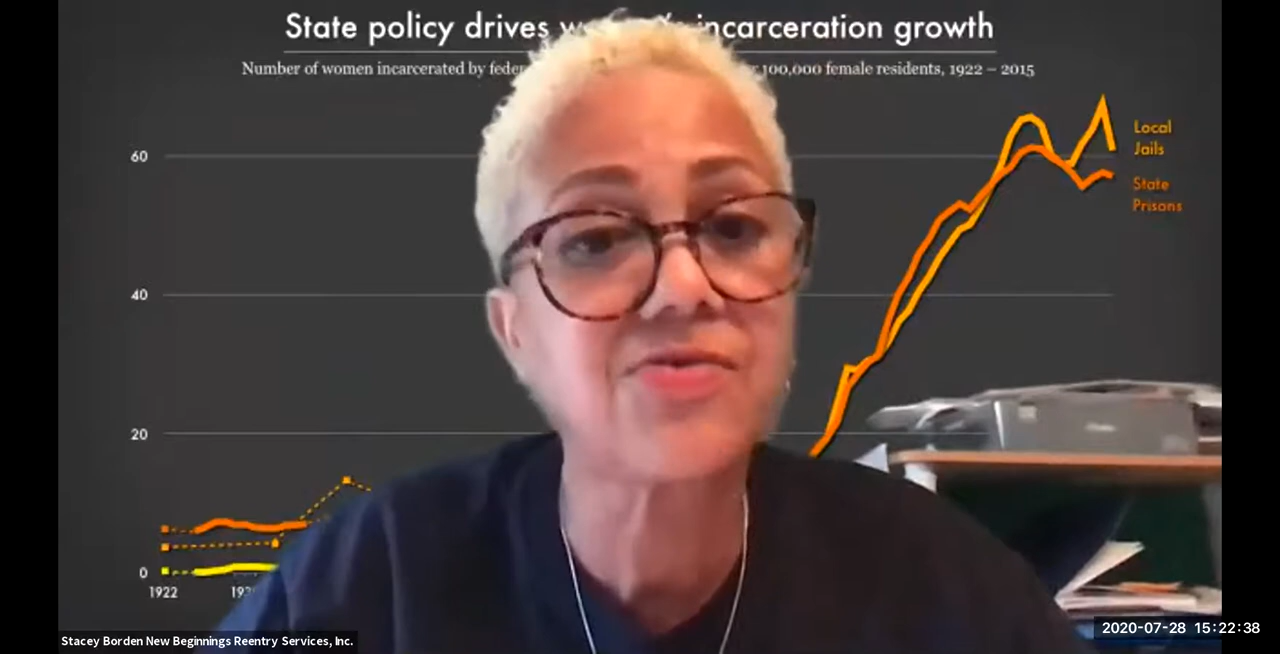 State policy drives incarceration growth
Number of women incarcerated by 100,000 female residents, 1922 – 2015
60
Local
Jails
State
Prisons
40
20
0
1922
Stacey Borden New Beginnings Reentry Services, Inc.
2020-07-28 15:22:38